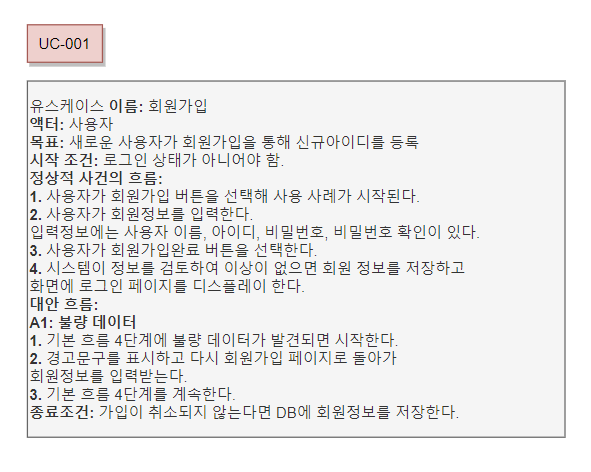 UC-001
유스케이스 이름: 회원가입
액터: 사용자
목표: 새로운 사용자가 회원가입을 통해 신규아이디를 등록
시작 조건: 로그인 상태가 아니어야 함.
정상적 사건의 흐름:
1. 사용자가 회원가입 버튼을 선택해 사용 사례가 시작된다.
2. 사용자가 회원정보를 입력한다.
입력정보에는 사용자 이름, 아이디, 비밀번호, 비밀번호 확인이 있다.
3. 사용자가 회원가입완료 버튼을 선택한다.
4. 시스템이 정보를 검토하여 이상이 없으면 회원 정보를 저장하고
화면에 로그인 페이지를 디스플레이 한다.
대안 흐름:
A1: 불량 데이터
1. 기본 흐름 4단계에 불량 데이터가 발견되면 시작한다.
2. 경고문구를 표시하고 다시 회원가입 페이지로 돌아가
회원정보를 입력받는다.
3. 기본 흐름 4단계를 계속한다.
종료조건: 가입이 취소되지 않는다면 DB에 회원정보를 저장한다.